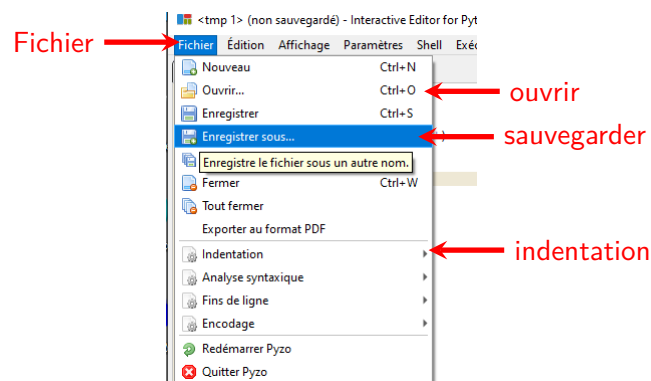 <tmp 1> (non sauvegardé) - Interactive Editor for Pyt
Fichier
Fichier Édition Affichage Paramètres Shell Exéc
Nouveau Ctrl+N
Ouvrir... Ctrl+O
ouvrir
Enregistrer Ctrl+S
Enregistrer sous...
sauvegarder
Enregistre le fichier sous un autre nom.
Fermer Ctrl+W
Tout fermer
Exporter au format PDF
Indentation
indentation
Analyse syntaxique
Fins de ligne
Encodage
Redémarrer Pyzo
Quitter Pyzo